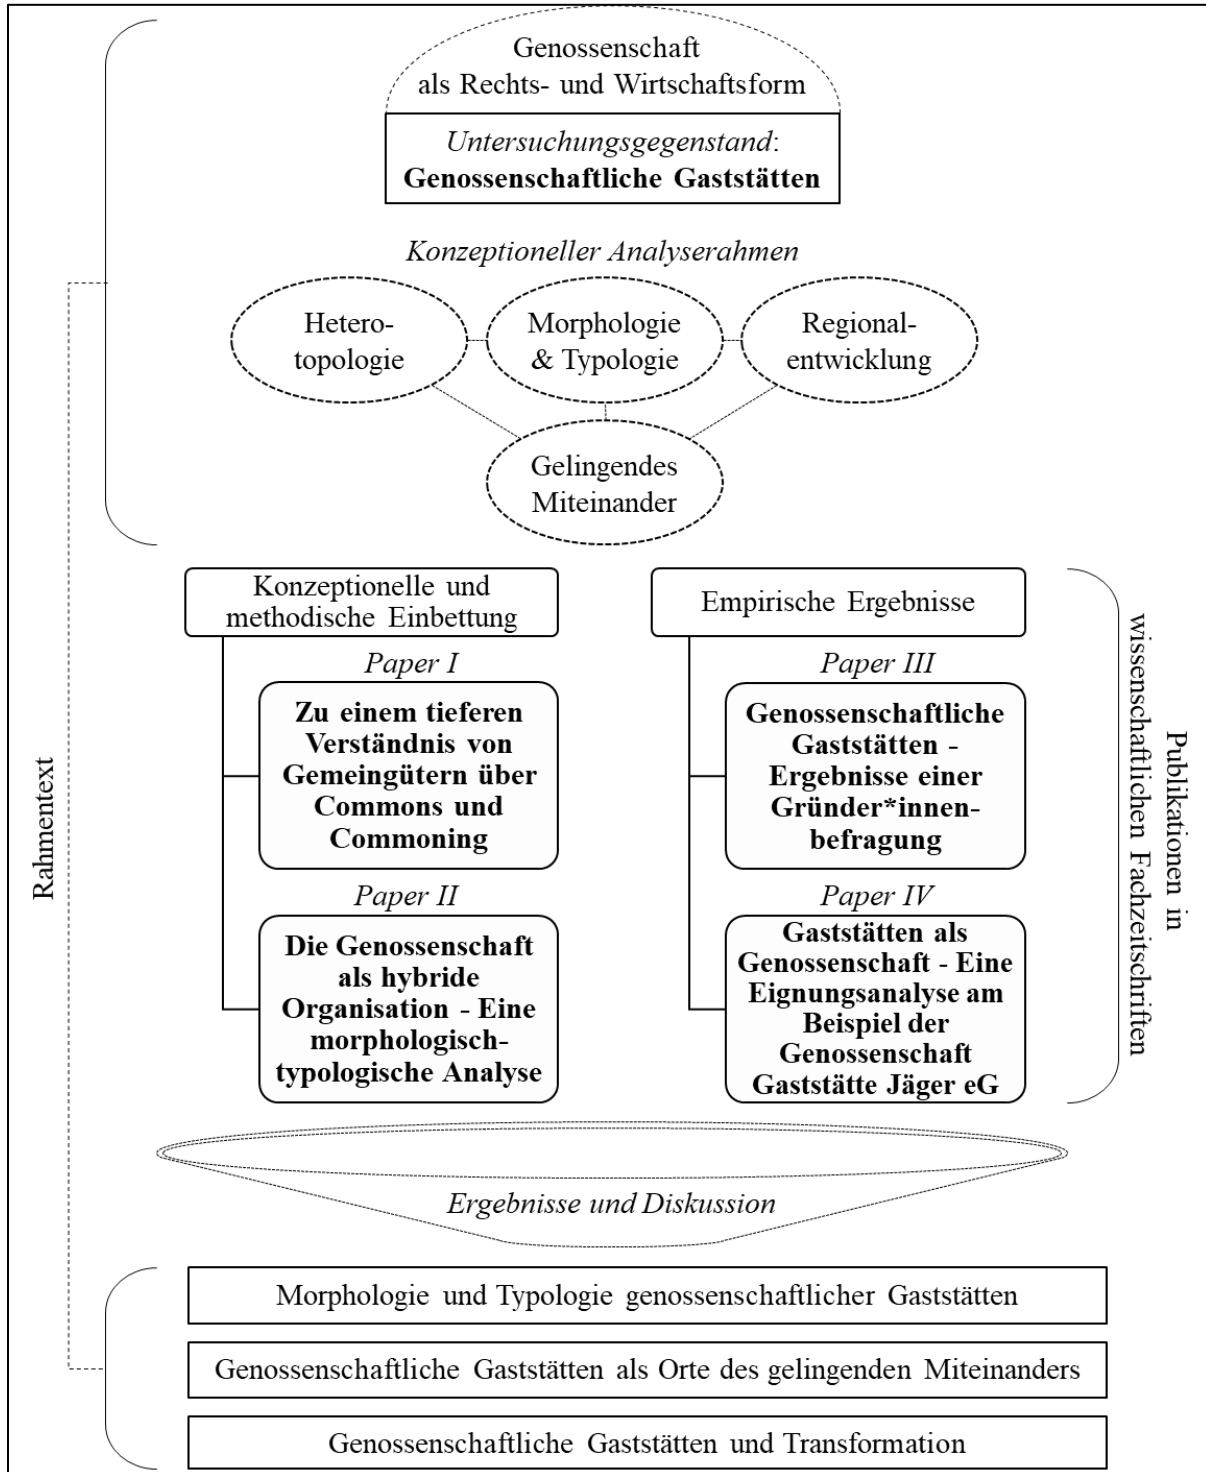 Genossenschaft
als Rechts- und Wirtschaftsform
Untersuchungsgegenstand:
Genossenschaftliche Gaststätten
Konzeptioneller Analyserahmen
Hetero-
topologie
Morphologie
& Typologie
Regional-
entwicklung
Gelingendes
Miteinander
Rahmentext
Konzeptionelle und
methodische Einbettung
Paper I
Zu einem tieferen
Verständnis von
Gemeingütern über
Commons und
Commoning
Paper II
Die Genossenschaft
als hybride
Organisation - Eine
morphologisch-
typologische Analyse
Empirische Ergebnisse
Paper III
Genossenschaftliche
Gaststätten -
Ergebnisse einer
Gründer*innen-
befragung
Paper IV
Gaststätten als
Genossenschaft - Eine
Eignungsanalyse am
Beispiel der
Genossenschaft
Gaststätte Jäger eG
Publikationen in
wissenschaftlichen Fachzeitschriften
Ergebnisse und Diskussion
Morphologie und Typologie genossenschaftlicher Gaststätten
Genossenschaftliche Gaststätten als Orte des gelingenden Miteinanders
Genossenschaftliche Gaststätten und Transformation